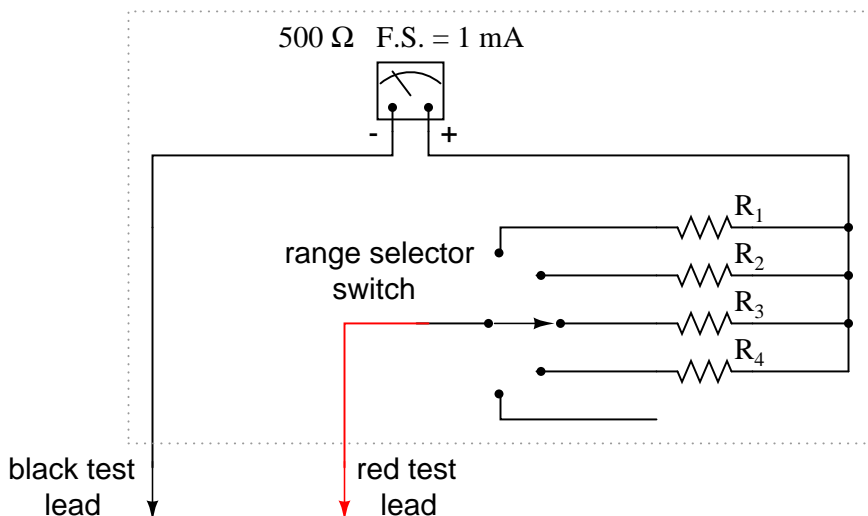 500 Ω F.S. = 1 mA
- +
R1
range selector
switch
R2
R3
R4
black test
lead
red test
lead